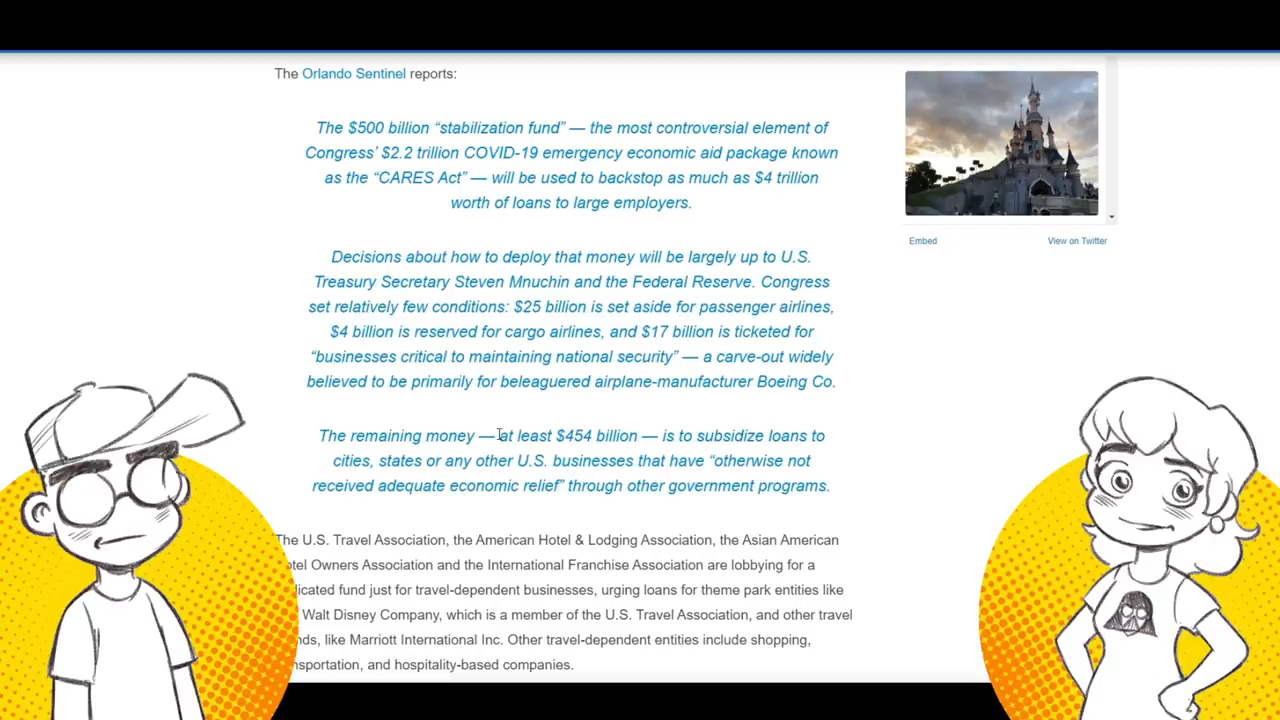 The Orlando Sentinel reports:
The $500 billion “stabilization fund” — the most controversial element of
Congress’ $2.2 trillion COVID-19 emergency economic aid package known
as the “CARES Act” — will be used to backstop as much as $4 trillion
worth of loans to large employers.
Decisions about how to deploy that money will be largely up to U.S.
Treasury Secretary Steven Mnuchin and the Federal Reserve. Congress
set relatively few conditions: $25 billion is set aside for passenger airlines,
$4 billion is reserved for cargo airlines, and $17 billion is ticketed for
“businesses critical to maintaining national security” — a carve-out widely
believed to be primarily for beleaguered airplane-manufacturer Boeing Co.
The remaining money — at least $454 billion — is to subsidize loans to
cities, states or any other U.S. businesses that have “otherwise not
received adequate economic relief” through other government programs.
The U.S. Travel Association, the American Hotel & Lodging Association, the Asian American
otel Owners Association and the International Franchise Association are lobbying for a
licated fund just for travel-dependent businesses, urging loans for theme park entities like
Walt Disney Company, which is a member of the U.S. Travel Association, and other travel
nds, like Marriott International Inc. Other travel-dependent entities include shopping,
nsportation, and hospitality-based companies.
Embed
View on Twitter